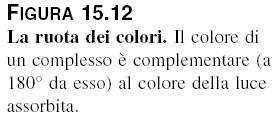 FIGURA 15.12
La ruota dei colori. Il colore di
un complesso è complementare (a
180° da esso) al colore della luce
assorbita.